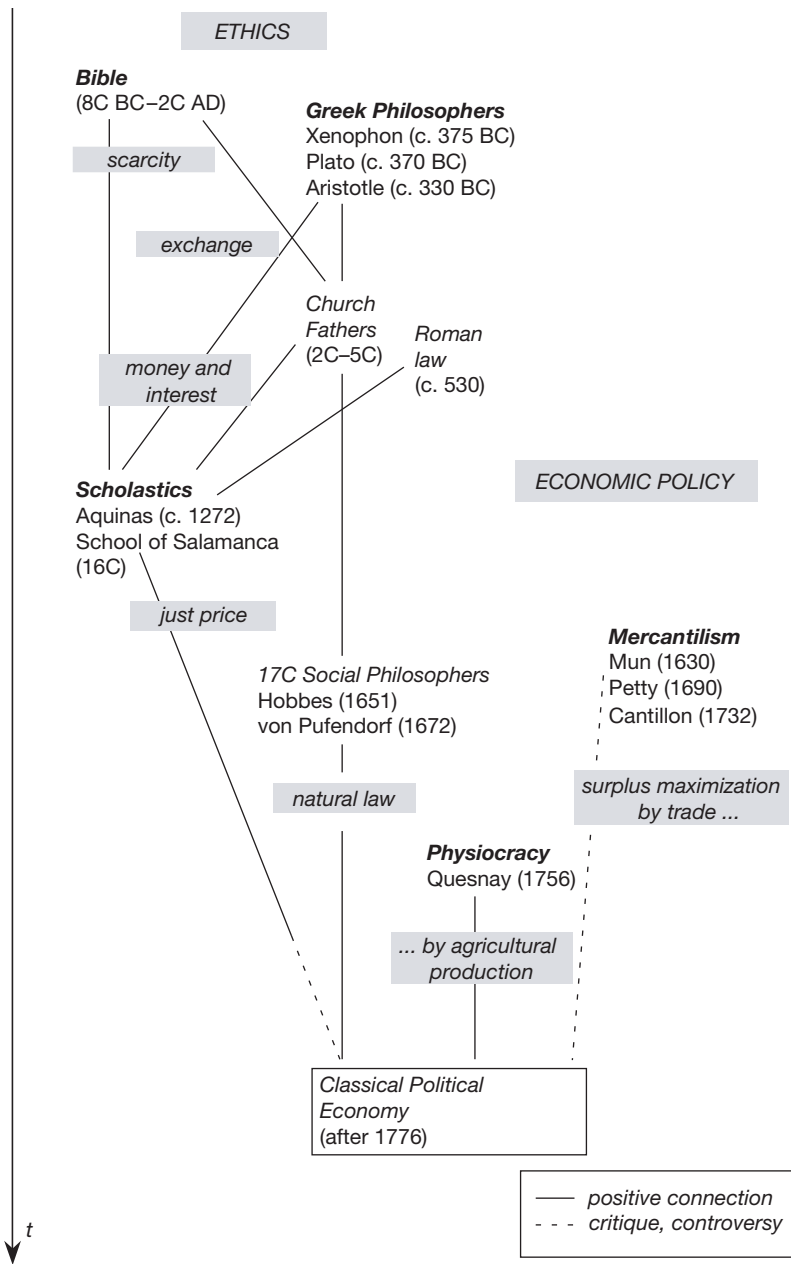 ETHICS
Bible
(8C BC–2C AD)
Greek Philosophers
Xenophon (c. 375 BC)
Plato (c. 370 BC)
Aristotle (c. 330 BC)
scarcity
exchange
Church
Fathers
(2C–5C)
Roman
law
(c. 530)
money and
interest
Scholastics
Aquinas (c. 1272)
School of Salamanca
(16C)
ECONOMIC POLICY
just price
Mercantilism
Mun (1630)
Petty (1690)
Cantillon (1732)
17C Social Philosophers
Hobbes (1651)
von Pufendorf (1672)
natural law
surplus maximization
by trade ...
Physiocracy
Quesnay (1756)
... by agricultural
production
Classical Political
Economy
(after 1776)
positive connection
critique, controversy
t